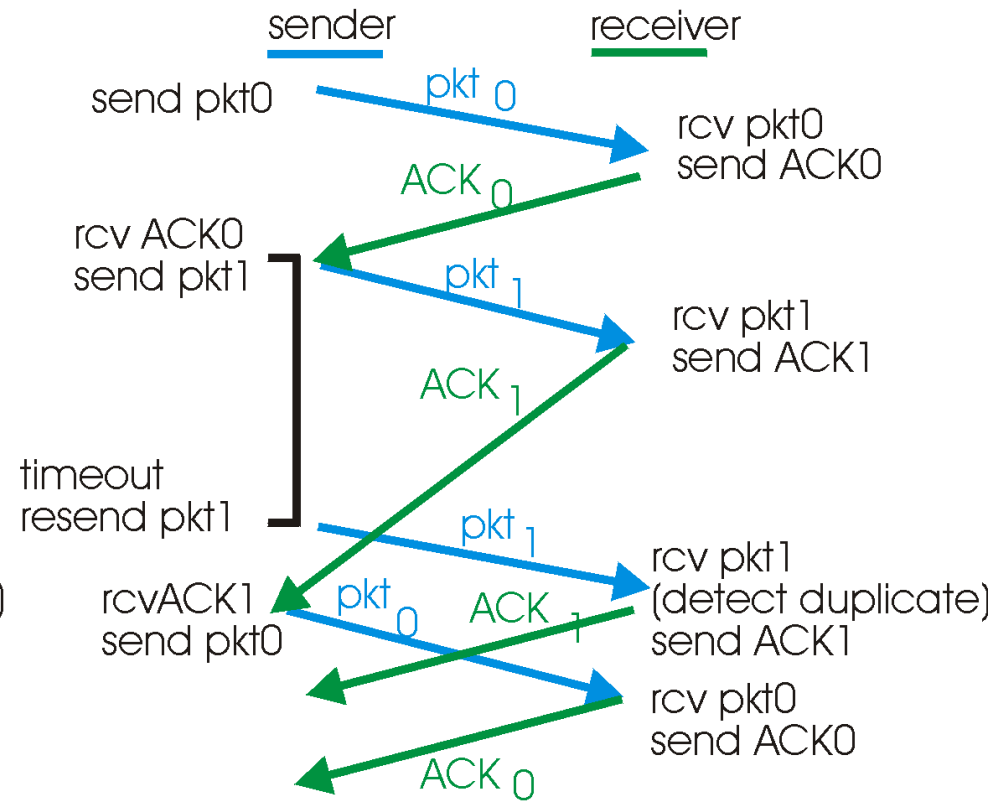 sender
receiver
send pkt0
pkt 0
rcv pkt0
send ACK0
ACK 0
rcv ACK0
send pkt1
pkt 1
rcv pkt1
send ACK1
ACK 1
timeout
resend pkt1
pkt 1
rcv pkt1
(detect duplicate)
send ACK1
)
rcvACK1
send pkt0
pkt 0
ACK 1
rcv pkt0
send ACK0
ACK 0